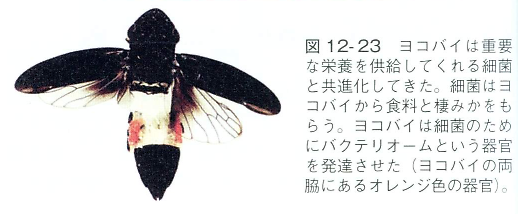 図12-23　ヨコバイは重要
な栄養を供給してくれる細菌
と共進化してきた。細菌はヨ
コバイから食料と棲みかをも
らう。ヨコバイは細菌のため
にバクテリオームという器官
を発達させた（ヨコバイの両
脇にあるオレンジ色の器官）。